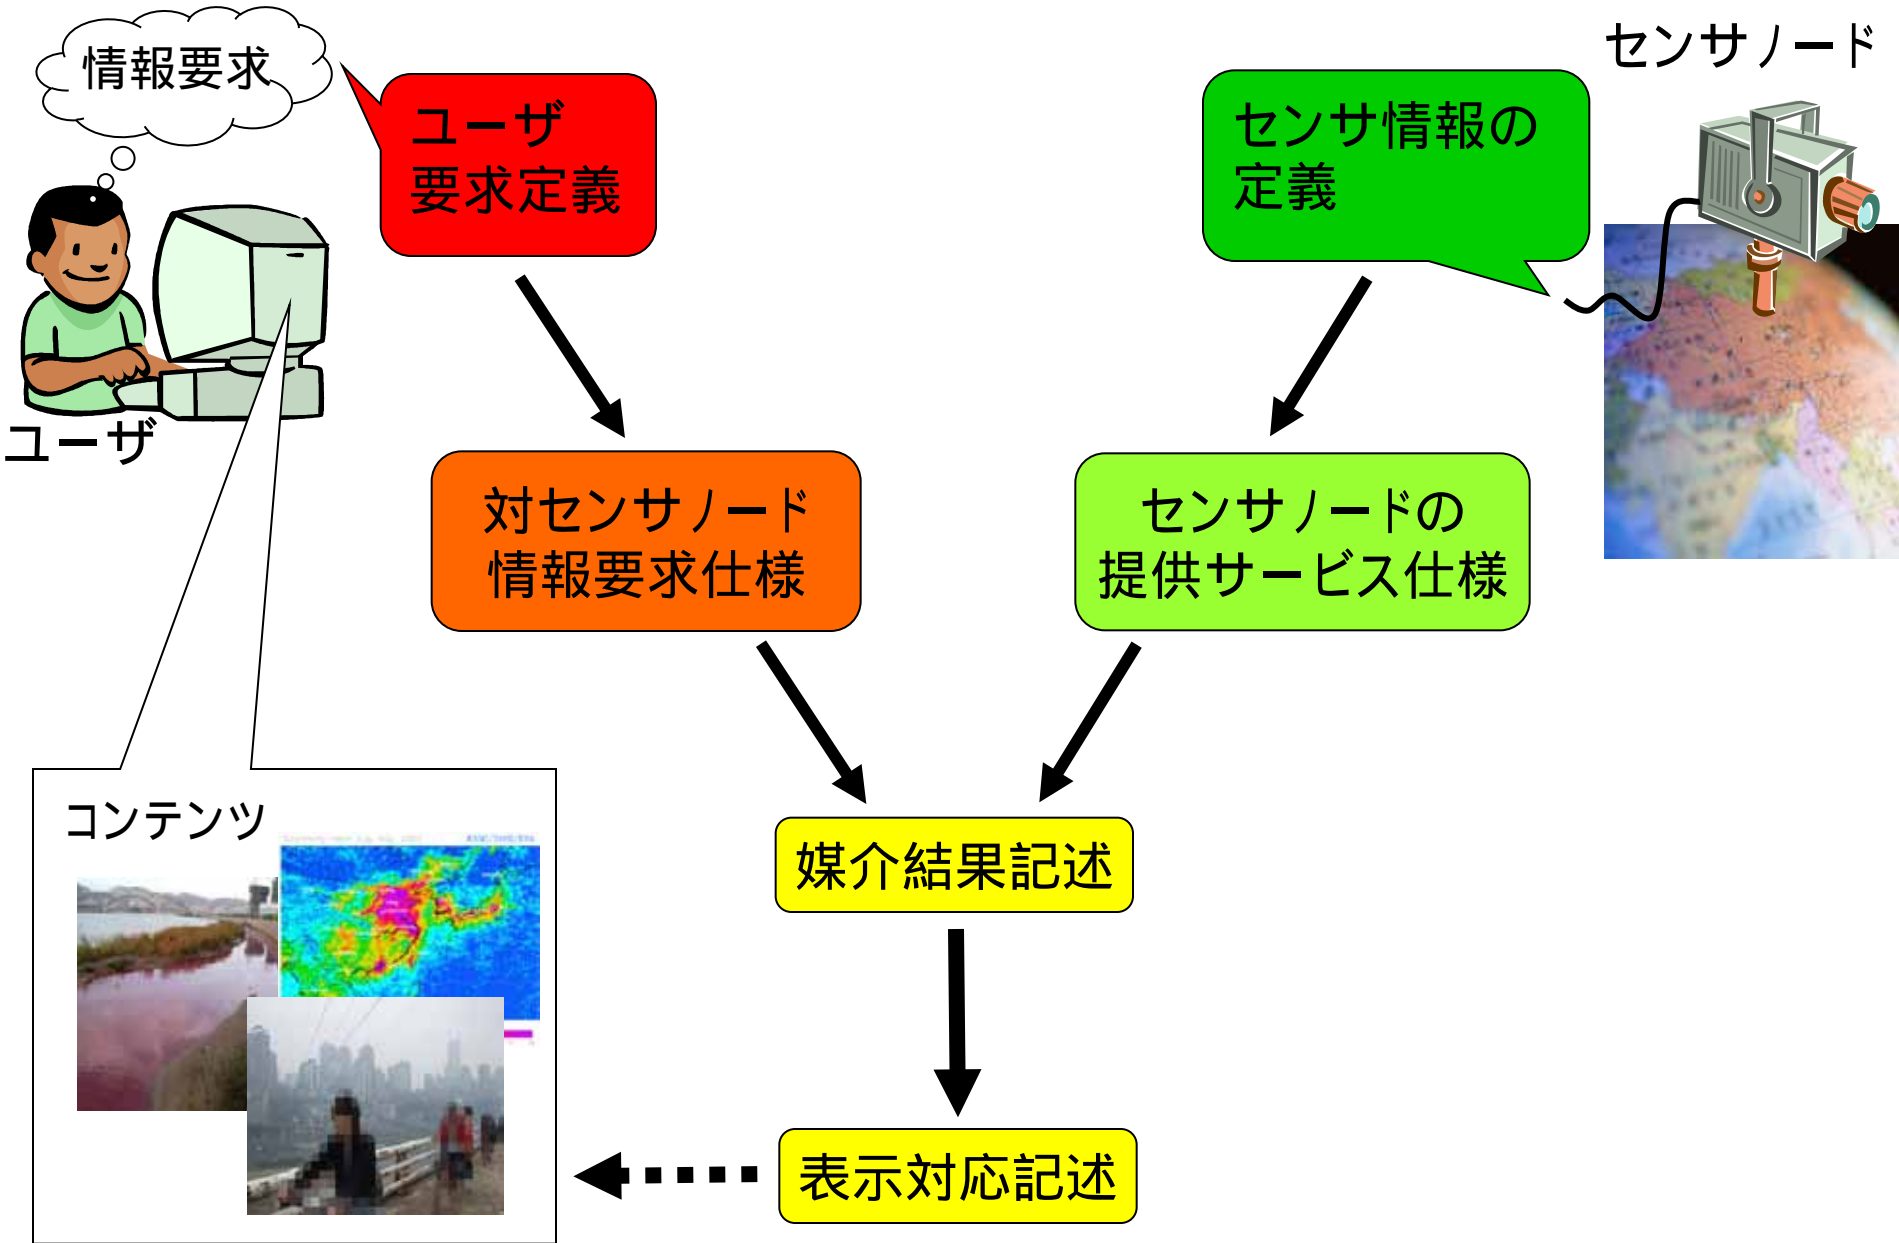 情報要求
ユーザ
要求定義
センサ情報の
定義
センサノード
ユーザ
対センサノード
情報要求仕様
センサノードの
提供サービス仕様
コンテンツ
媒介結果記述
表示対応記述